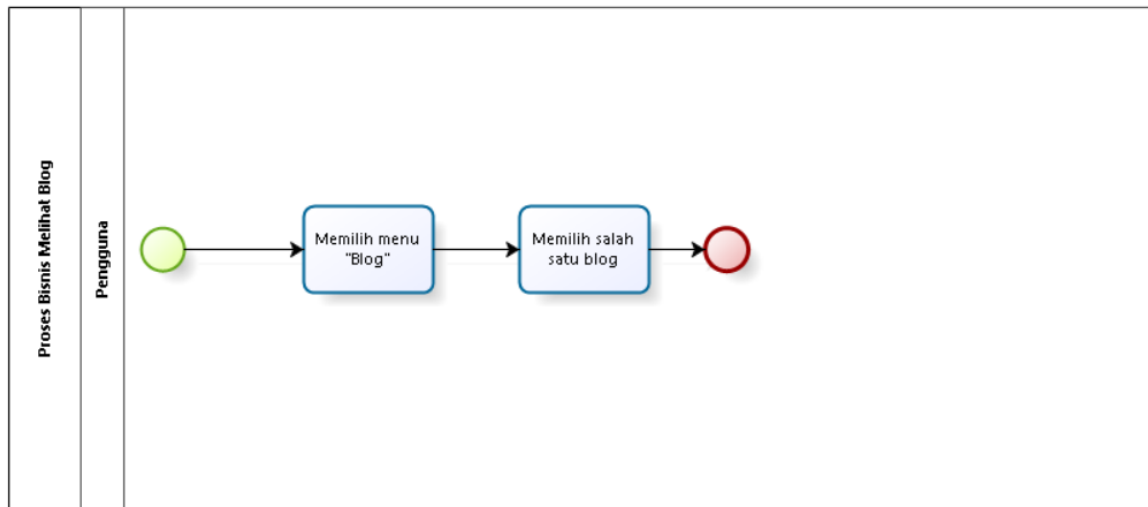 Proses Bisnis Melihat Blog
Pengguna
Memilih menu
"Blog"
Memilih salah
satu blog